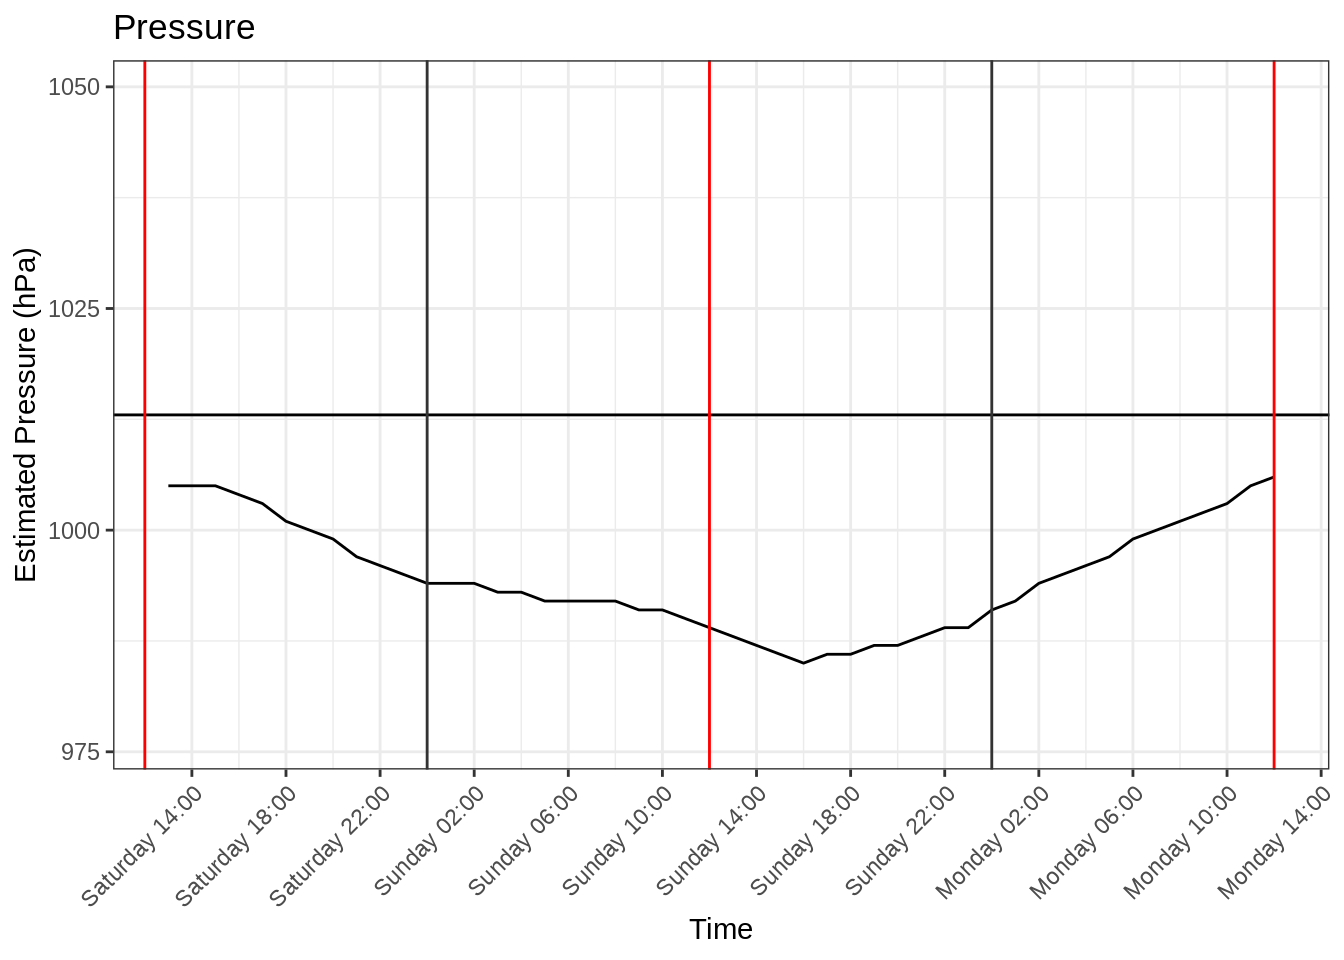 Pressure
Estimated Pressure (hPa)
1050
1025
1000
975
Saturday 14:00
Saturday 18:00
Saturday 22:00
Sunday 02:00
Sunday 06:00
Sunday 10:00
Sunday 14:00
Sunday 18:00
Sunday 22:00
Monday 02:00
Monday 06:00
Monday 10:00
Monday 14:00
Time